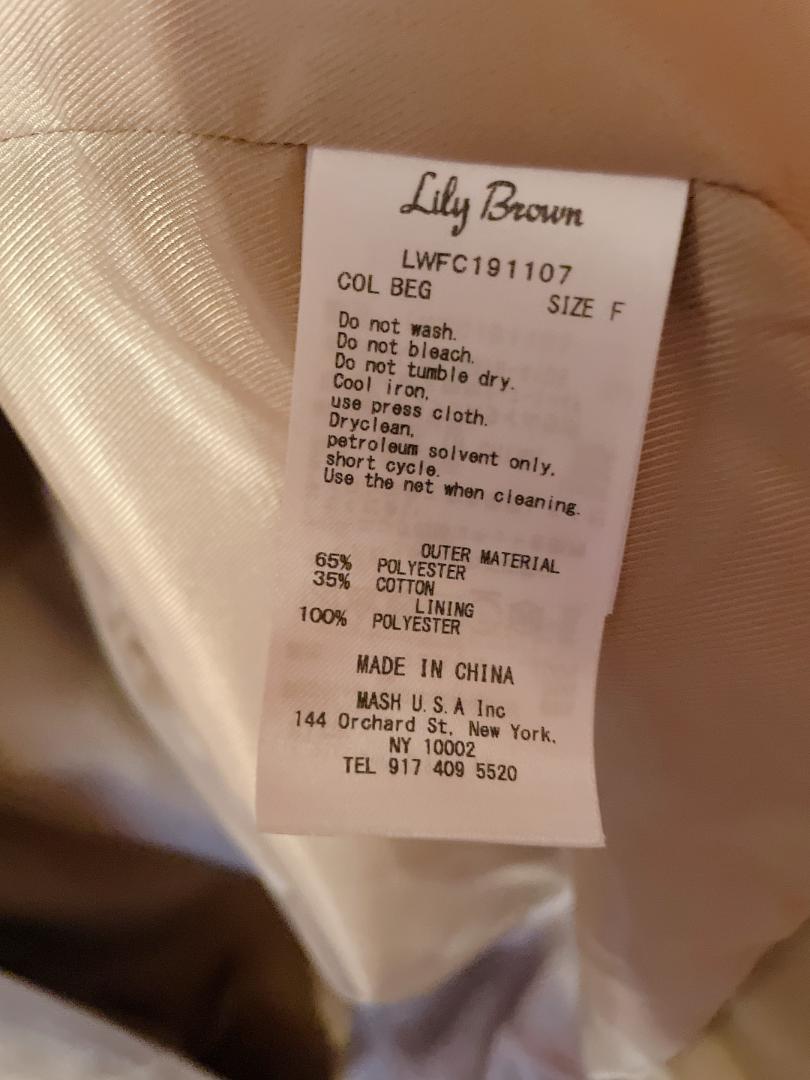 Lily Brown
LWFC191107
COL BEG
SIZE F
Do not wash.
Do not bleach.
Do not tumble dry.
Cool iron,
use press cloth.
Dryclean,
petroleum solvent only,
short cycle.
Use the net when cleaning.
OUTER MATERIAL
65% POLYESTER
35% COTTON
LINING
100% POLYESTER
MADE IN CHINA
MASH U.S.A Inc
144 Orchard St, New York,
NY 10002
TEL 917 409 5520